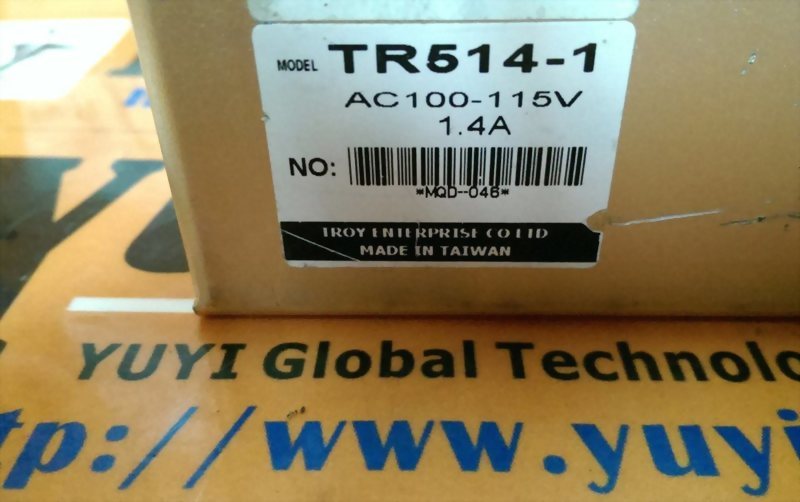 MODEL TR514-1
AC100-115V
1.4A
NO:
*MQD-046*
TROY ENTERPRISE CO LTD
MADE IN TAIWAN
YUYI Global Technolo
tp://www.yuyi